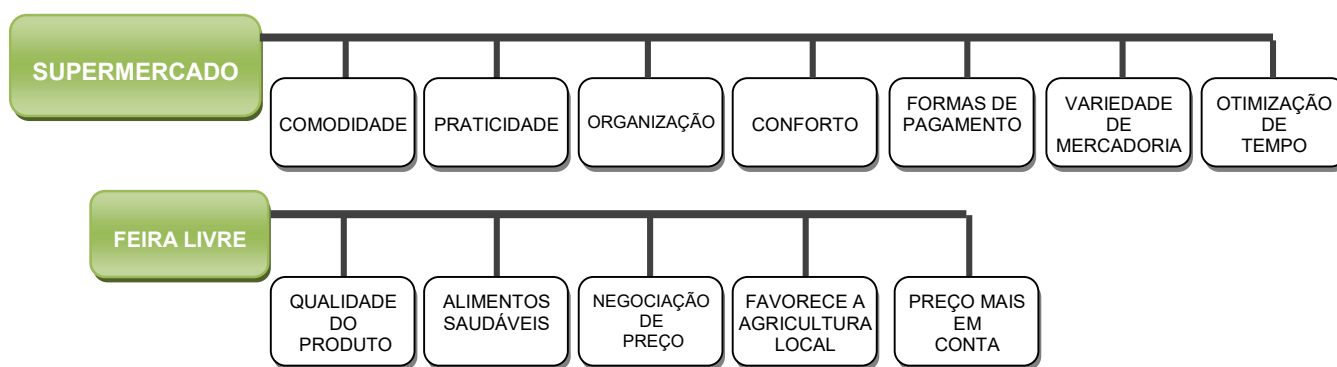 SUPERMERCADO
COMODIDADE
PRATICIDADE
ORGANIZAÇÃO
CONFORTO
FORMAS DE
PAGAMENTO
VARIEDADE
DE
MERCADORIA
OTIMIZAÇÃO
DE
TEMPO
FEIRA LIVRE
QUALIDADE
DO
PRODUTO
ALIMENTOS
SAUDÁVEIS
NEGOCIAÇÃO
DE
PREÇO
FAVORECE A
AGRICULTURA
LOCAL
PREÇO MAIS
EM
CONTA